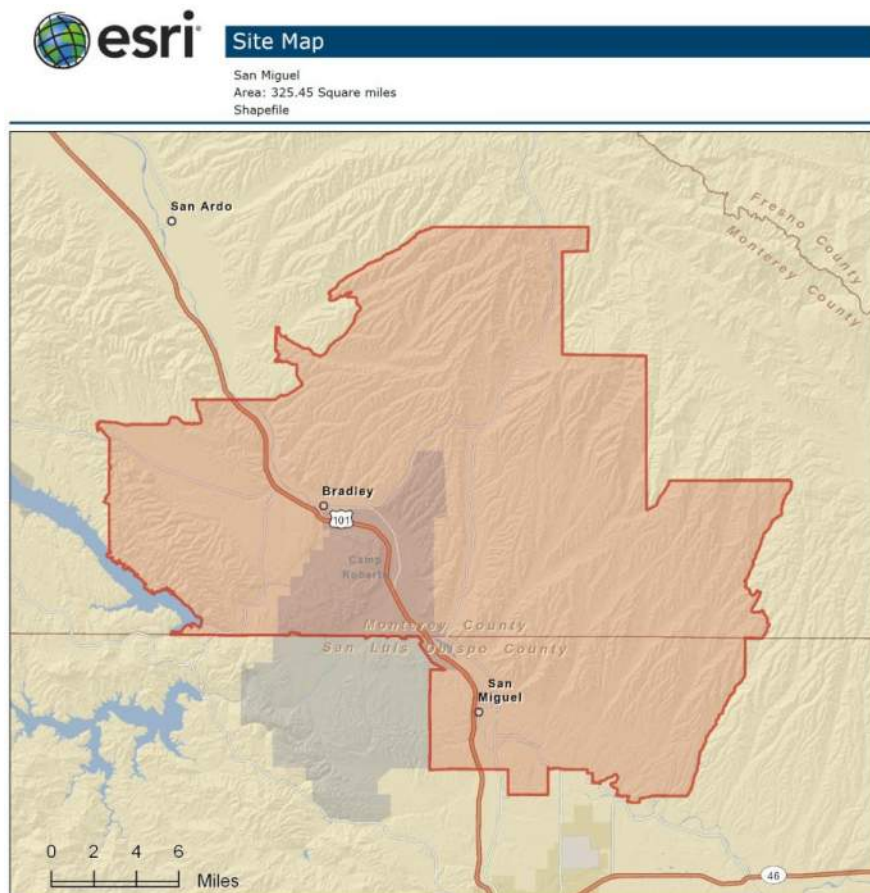 esri
Site Map
San Miguel
Area: 325.45 Square miles
Shapefile
San Ardo
Fresno County
Monterey County
Bradley
101
Camp
Roberts
Monterey County
San Luis Obispo County
San
Miguel
0 2 4 6
Miles
46